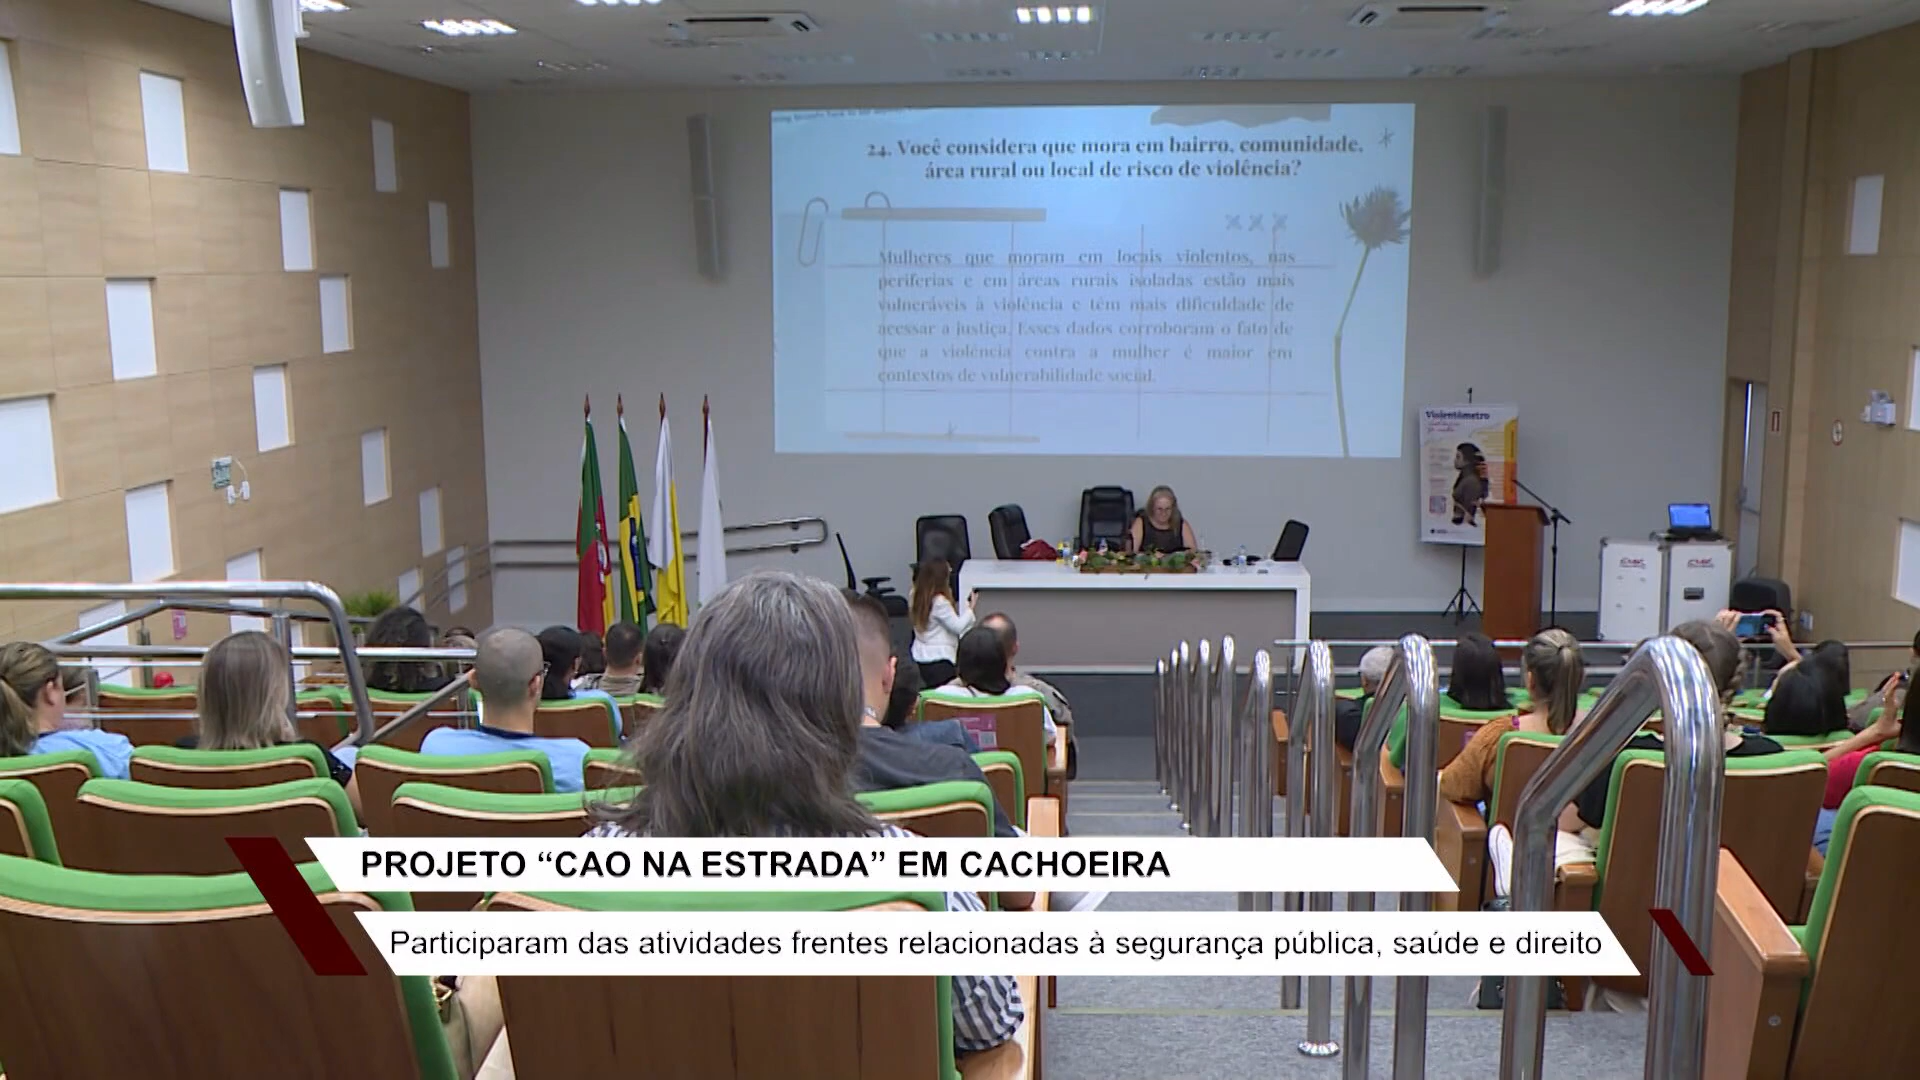 24. Você considera que mora em bairro, comunidade,
área rural ou local de risco de violência?
Mulheres que moram em locais violentos, nas
periferias e em áreas rurais isoladas estão mais
vulneráveis à violência e têm mais dificuldade de
acessar a justiça. Esses dados corroboram o fato de
que a violência contra a mulher é maior em
contextos de vulnerabilidade social.
Violentômetro
PROJETO “CAO NA ESTRADA” EM CACHOEIRA
Participaram das atividades frentes relacionadas à segurança pública, saúde e direito